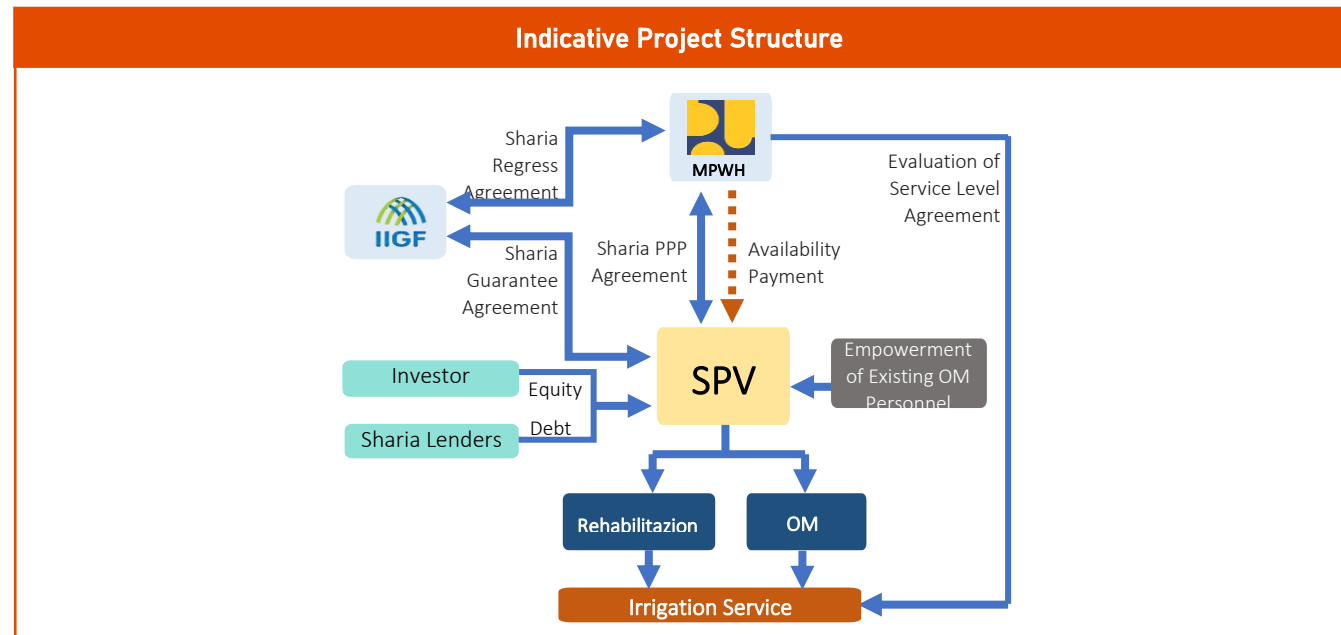 Indicative Project Structure
MPWH
Sharia
Regress
Agreement
IIGF
Evaluation of
Service Level
Agreement
Sharia PPP
Agreement
Availability
Payment
Sharia
Guarantee
Agreement
SPV
Empowerment
of Existing OM
Personnel
Investor
Equity
Debt
Sharia Lenders
Rehabilitazion
OM
Irrigation Service